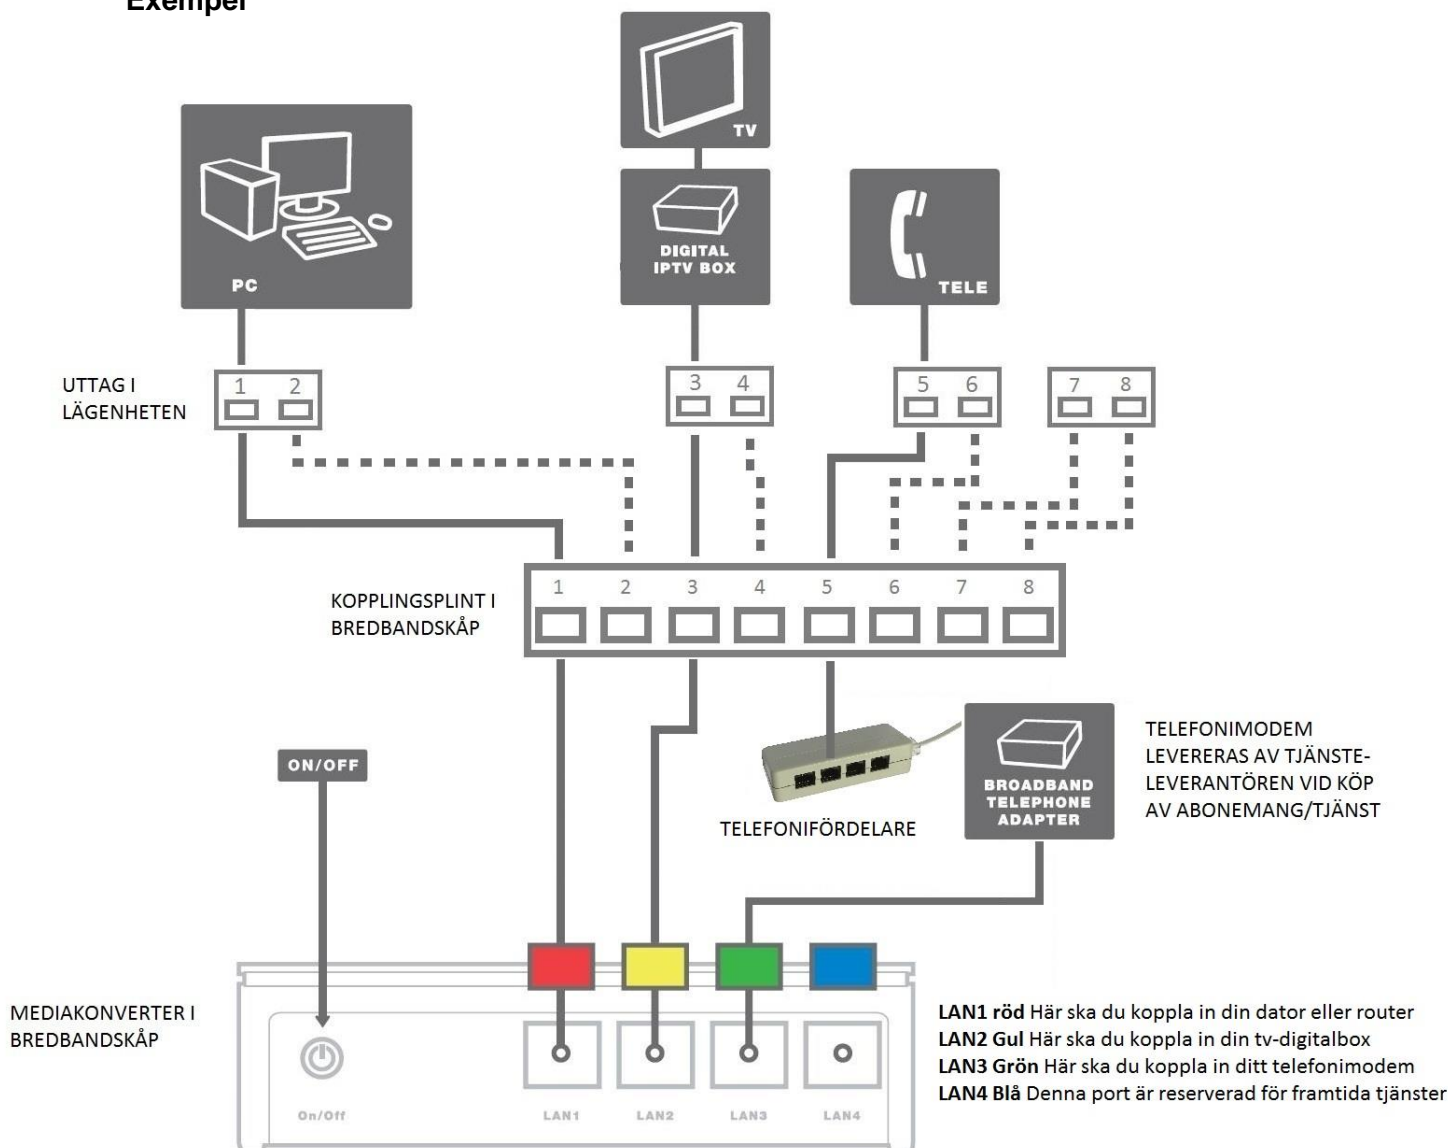 Exempel
TV
DIGITAL
IPTV BOX
PC
TELE
UTTAG I
LÄGENHETEN
1 2
3 4
5 6
7 8
KOPPLINGSPLINT I
BREDBANDSKÅP
1 2 3 4 5 6 7 8
ON/OFF
BROADBAND
TELEPHONE
ADAPTER
TELEFONIMODEM
LEVERERAS AV TJÄNSTE-
LEVERANTÖREN VID KÖP
AV ABONEMANG/TJÄNST
TELEFONIFÖRDELARE
MEDIAKONVERTER I
BREDBANDSKÅP
On/Off
LAN1 LAN2 LAN3 LAN4
LAN1 röd Här ska du koppla in din dator eller router
LAN2 Gul Här ska du koppla in din tv-digitalbox
LAN3 Grön Här ska du koppla in ditt telefonimodem
LAN4 Blå Denna port är reserverad för framtida tjänster